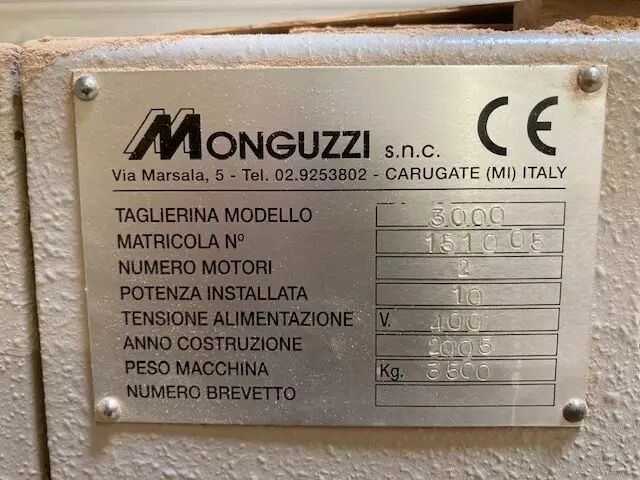 MONGUZZI s.n.c. CE
Via Marsala, 5 - Tel. 02.9253802 - CARUGATE (MI) ITALY
TAGLIERINA MODELLO 3000
MATRICOLA N° 151005
NUMERO MOTORI 2
POTENZA INSTALLATA 10
TENSIONE ALIMENTAZIONE V. 400
ANNO COSTRUZIONE 2005
PESO MACCHINA Kg.
NUMERO BREVETTO